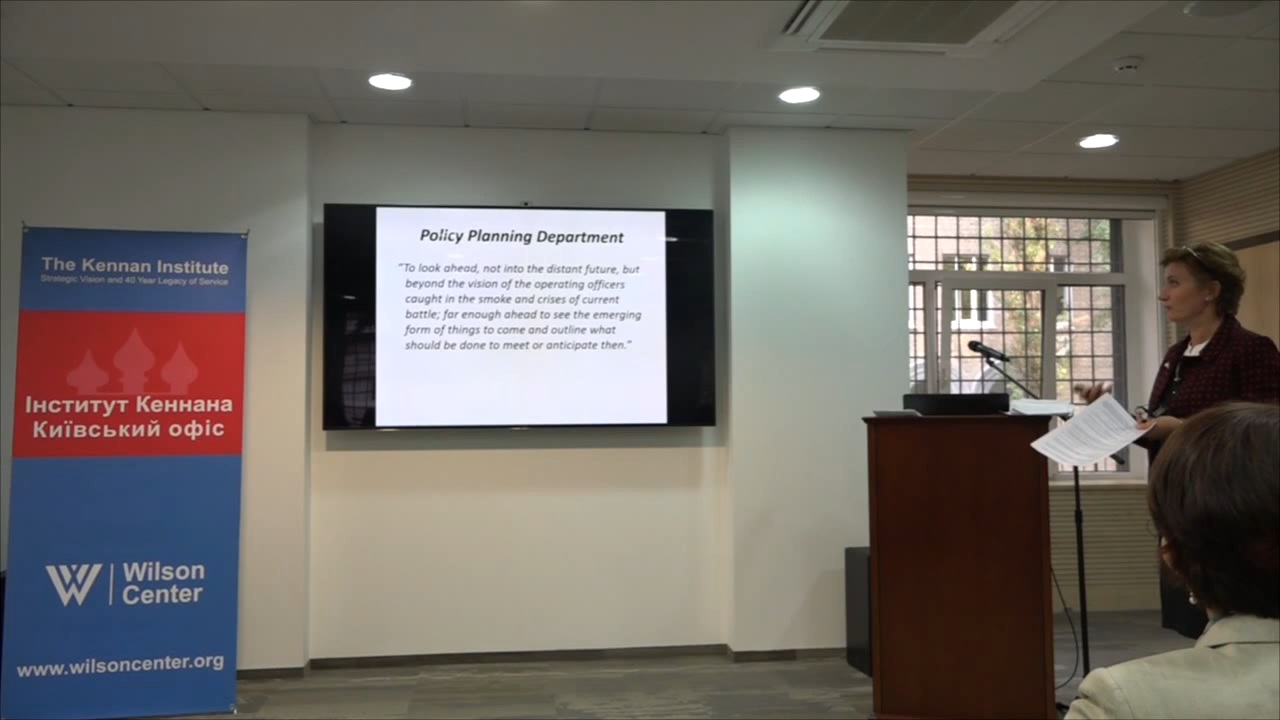 The Kennan Institute
Strategic Vision and 40 Year Legacy of Service
Інститут Кеннана
Київський офіс
W | Wilson
Center
www.wilsoncenter.org
Policy Planning Department
“To look ahead, not into the distant future, but
beyond the vision of the operating officers
caught in the smoke and crises of current
battle; far enough ahead to see the emerging
form of things to come and outline what
should be done to meet or anticipate then.”